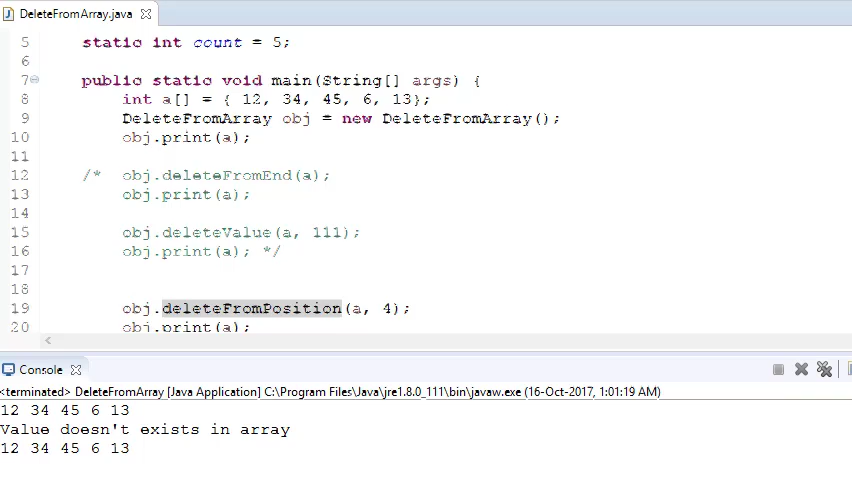 DeleteFromArray.java
5 static int count = 5;
6
7 public static void main(String[] args) {
8 int a[] = { 12, 34, 45, 6, 13};
9 DeleteFromArray obj = new DeleteFromArray();
10 obj.print(a);
11
12 /* obj.deleteFromEnd(a);
13 obj.print(a);
14
15 obj.deleteValue(a, 111);
16 obj.print(a); */
17
18
19 obj.deleteFromPosition(a, 4);
20 obj.print(a);
Console
<terminated> DeleteFromArray [Java Application] C:\Program Files\Java\jre1.8.0_111\bin\javaw.exe (16-Oct-2017, 1:01:19 AM)
12 34 45 6 13
Value doesn't exists in array
12 34 45 6 13